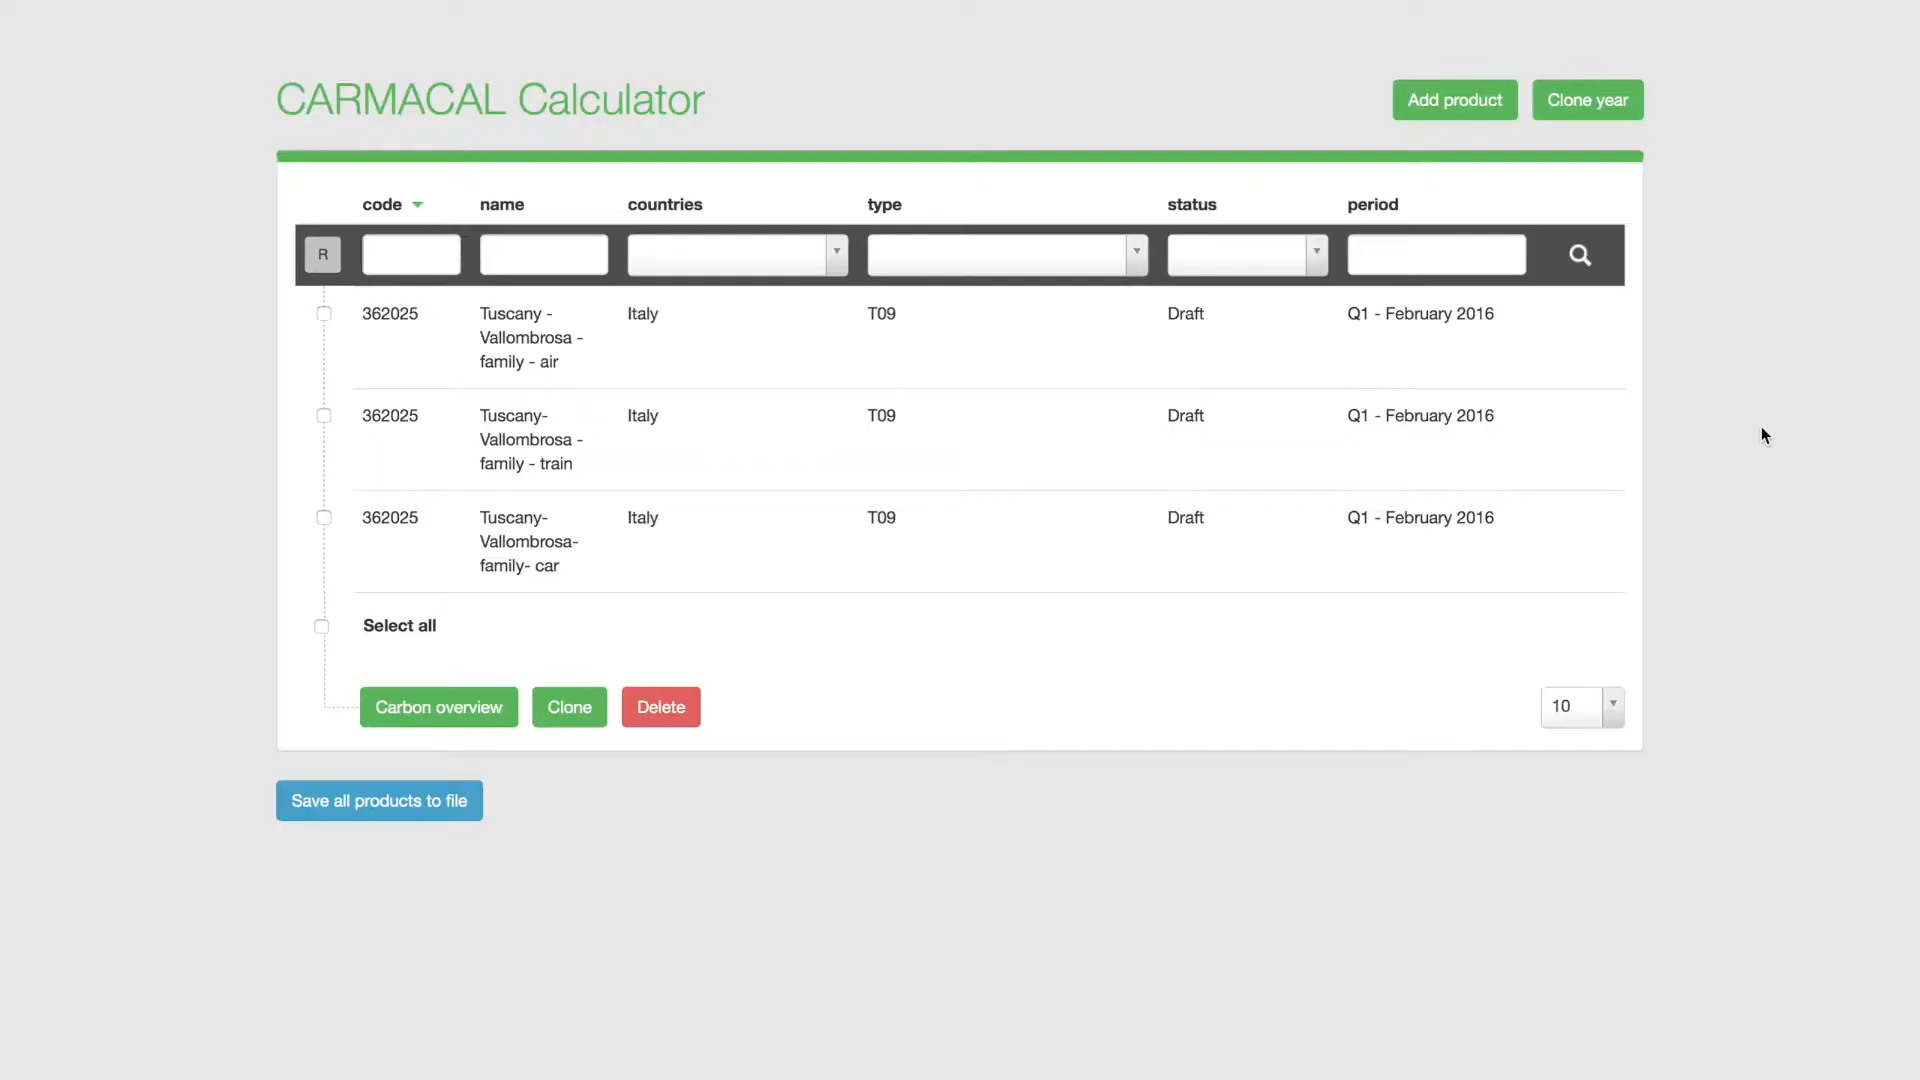 CARMACAL Calculator
Add product
Clone year
code
name
countries
type
status
period
R
362025
Tuscany -
Vallombrosa -
family - air
Italy
T09
Draft
Q1 - February 2016
362025
Tuscany-
Vallombrosa -
family - train
Italy
T09
Draft
Q1 - February 2016
362025
Tuscany-
Vallombrosa-
family- car
Italy
T09
Draft
Q1 - February 2016
Select all
Carbon overview
Clone
Delete
10
Save all products to file